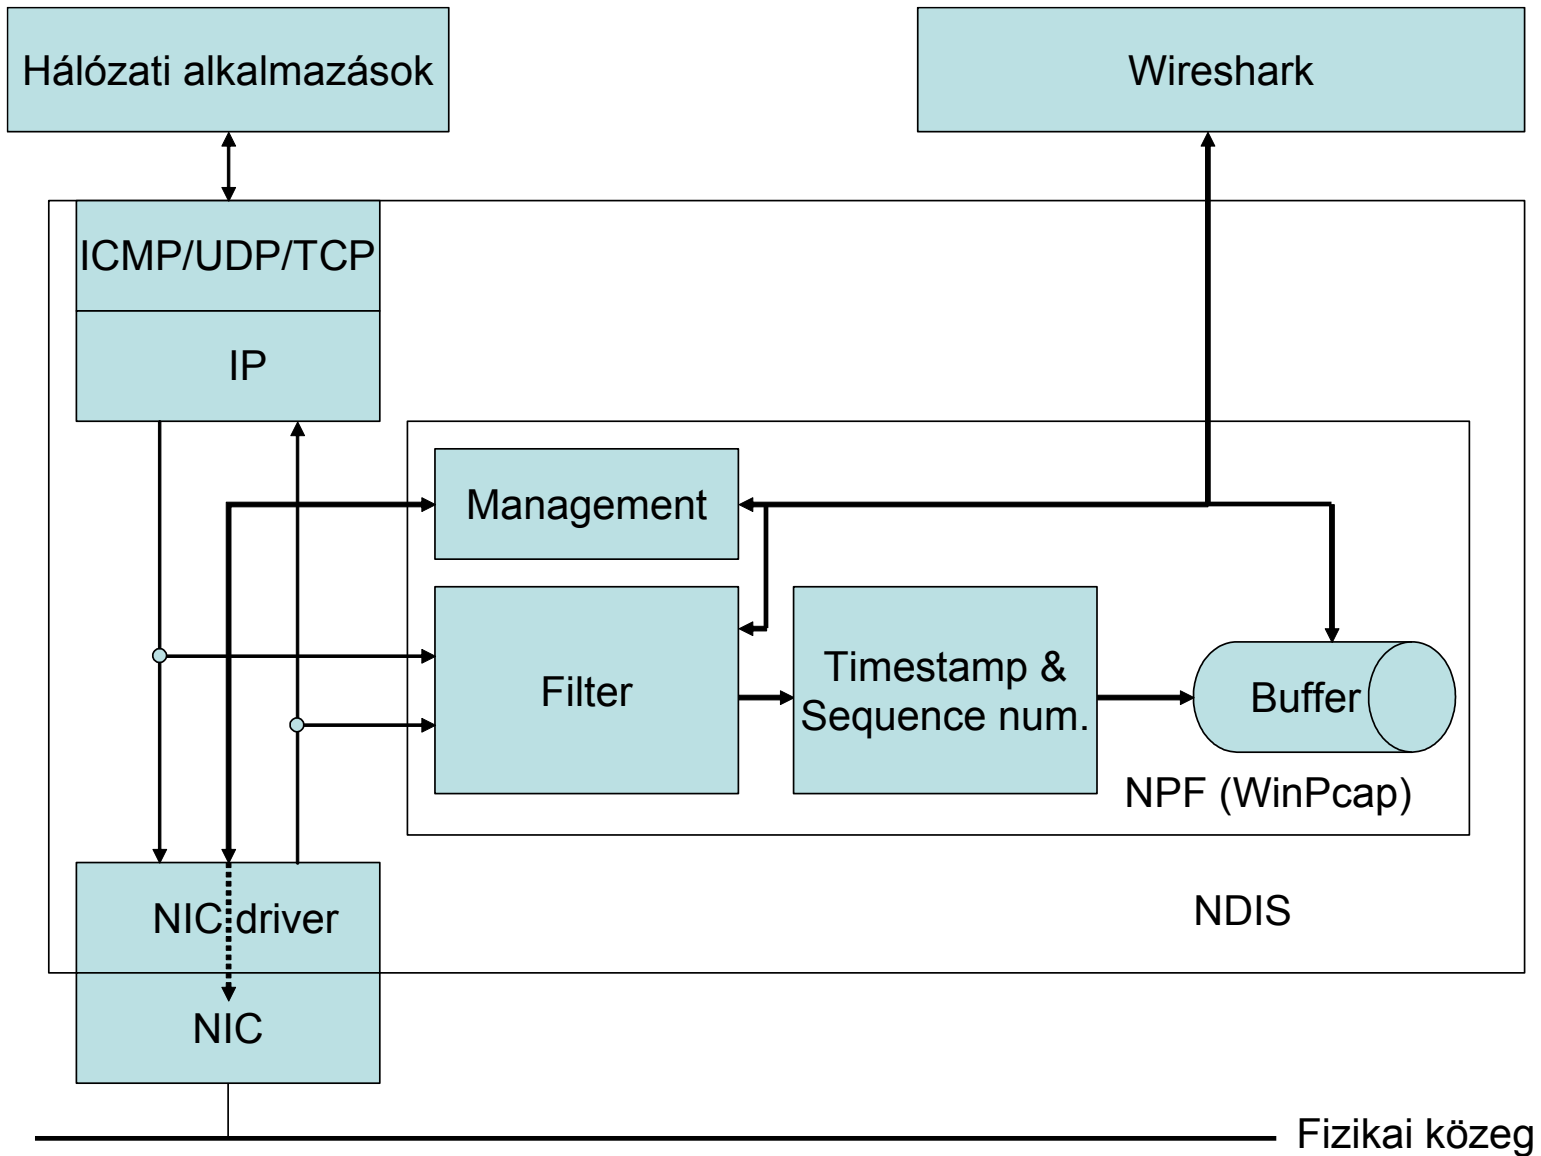 Hálózati alkalmazások
Wireshark
ICMP/UDP/TCP
IP
Management
Filter
Timestamp &
Sequence num.
Buffer
NPF (WinPcap)
NIC driver
NDIS
NIC
Fizikai közeg